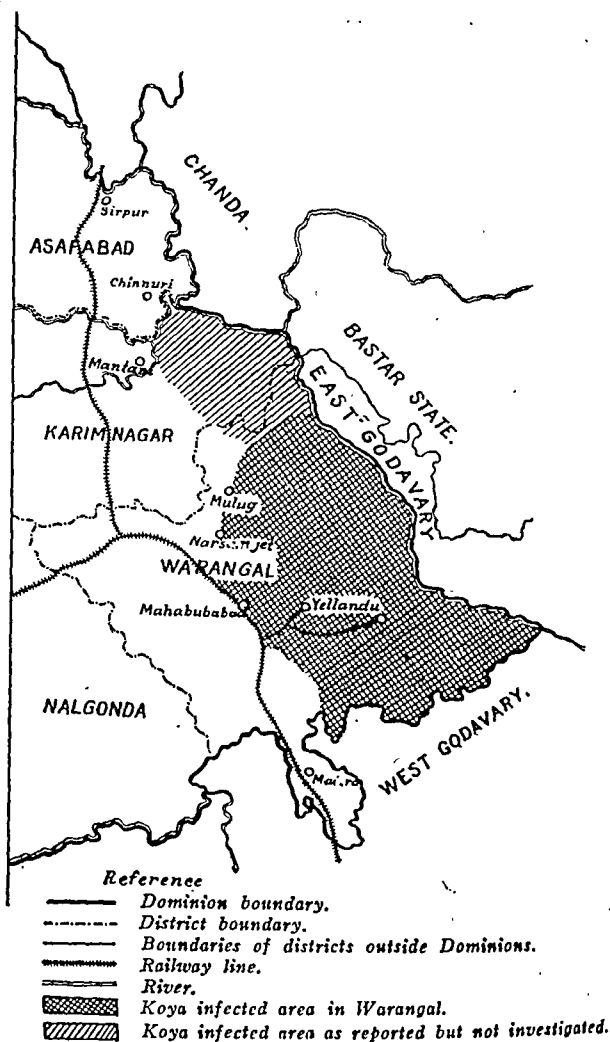 CHANDA.
Sirpur
ASAFABAD
Chinnuri
BASTAR STATE.
EAST GODAVARY
KARIMNAGAR
Mulug
WARANGAL
Mahabubabad
Yellandu
NALGONDA
WEST GODAVARY.
Reference
Dominion boundary.
District boundary.
Boundaries of districts outside Dominions.
Railway line.
River.
Koya infected area in Warangal.
Koya infected area as reported but not investigated.